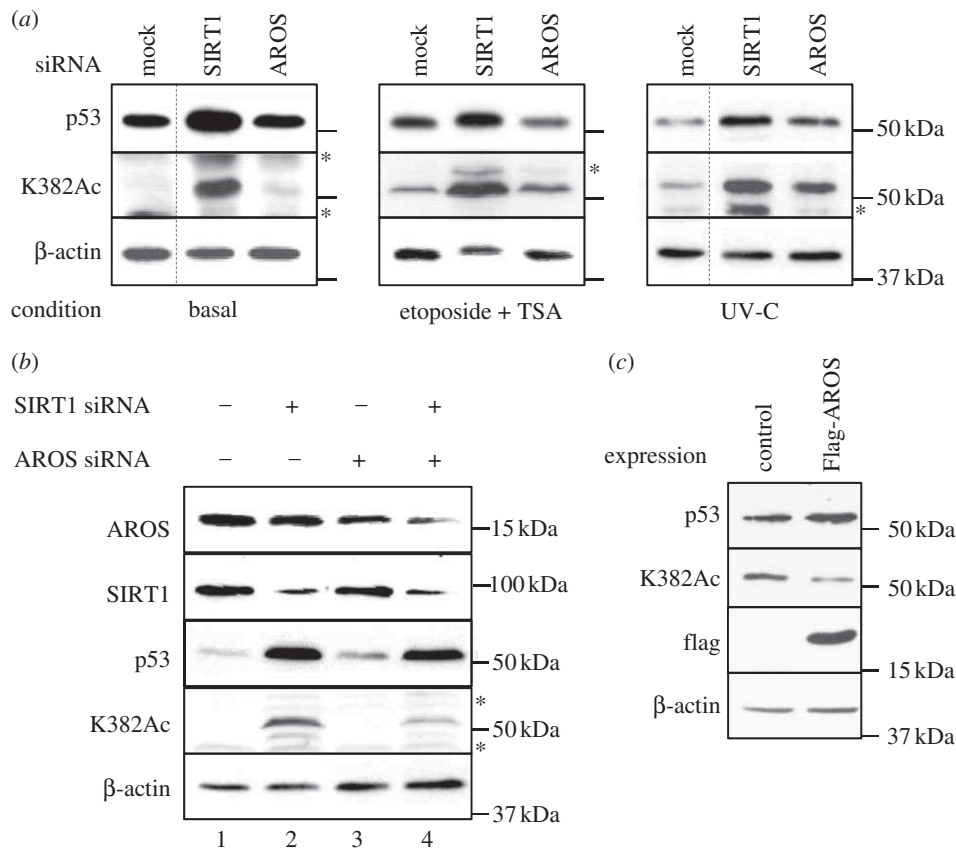 (a)
siRNA mock SIRT1 AROS mock SIRT1 AROS mock SIRT1 AROS
p53 50 kDa
K382Ac * * * 50 kDa *
β-actin 37 kDa
condition basal etoposide + TSA UV-C
(b)
SIRT1 siRNA – + – +
AROS siRNA – – + +
AROS 15 kDa
SIRT1 100 kDa
p53 50 kDa
K382Ac * 50 kDa *
β-actin 37 kDa
1 2 3 4
(c)
expression control Flag-AROS
p53 50 kDa
K382Ac 50 kDa
flag 15 kDa
β-actin 37 kDa